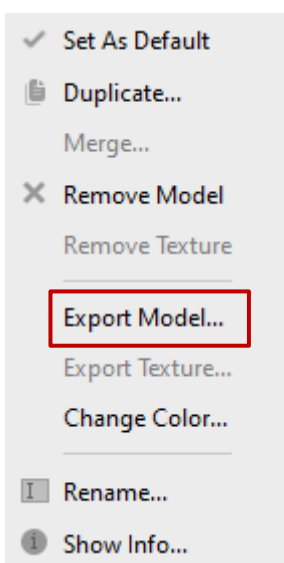 Set As Default
Duplicate...
Merge...
Remove Model
Remove Texture
Export Model...
Export Texture...
Change Color...
Rename...
Show Info...